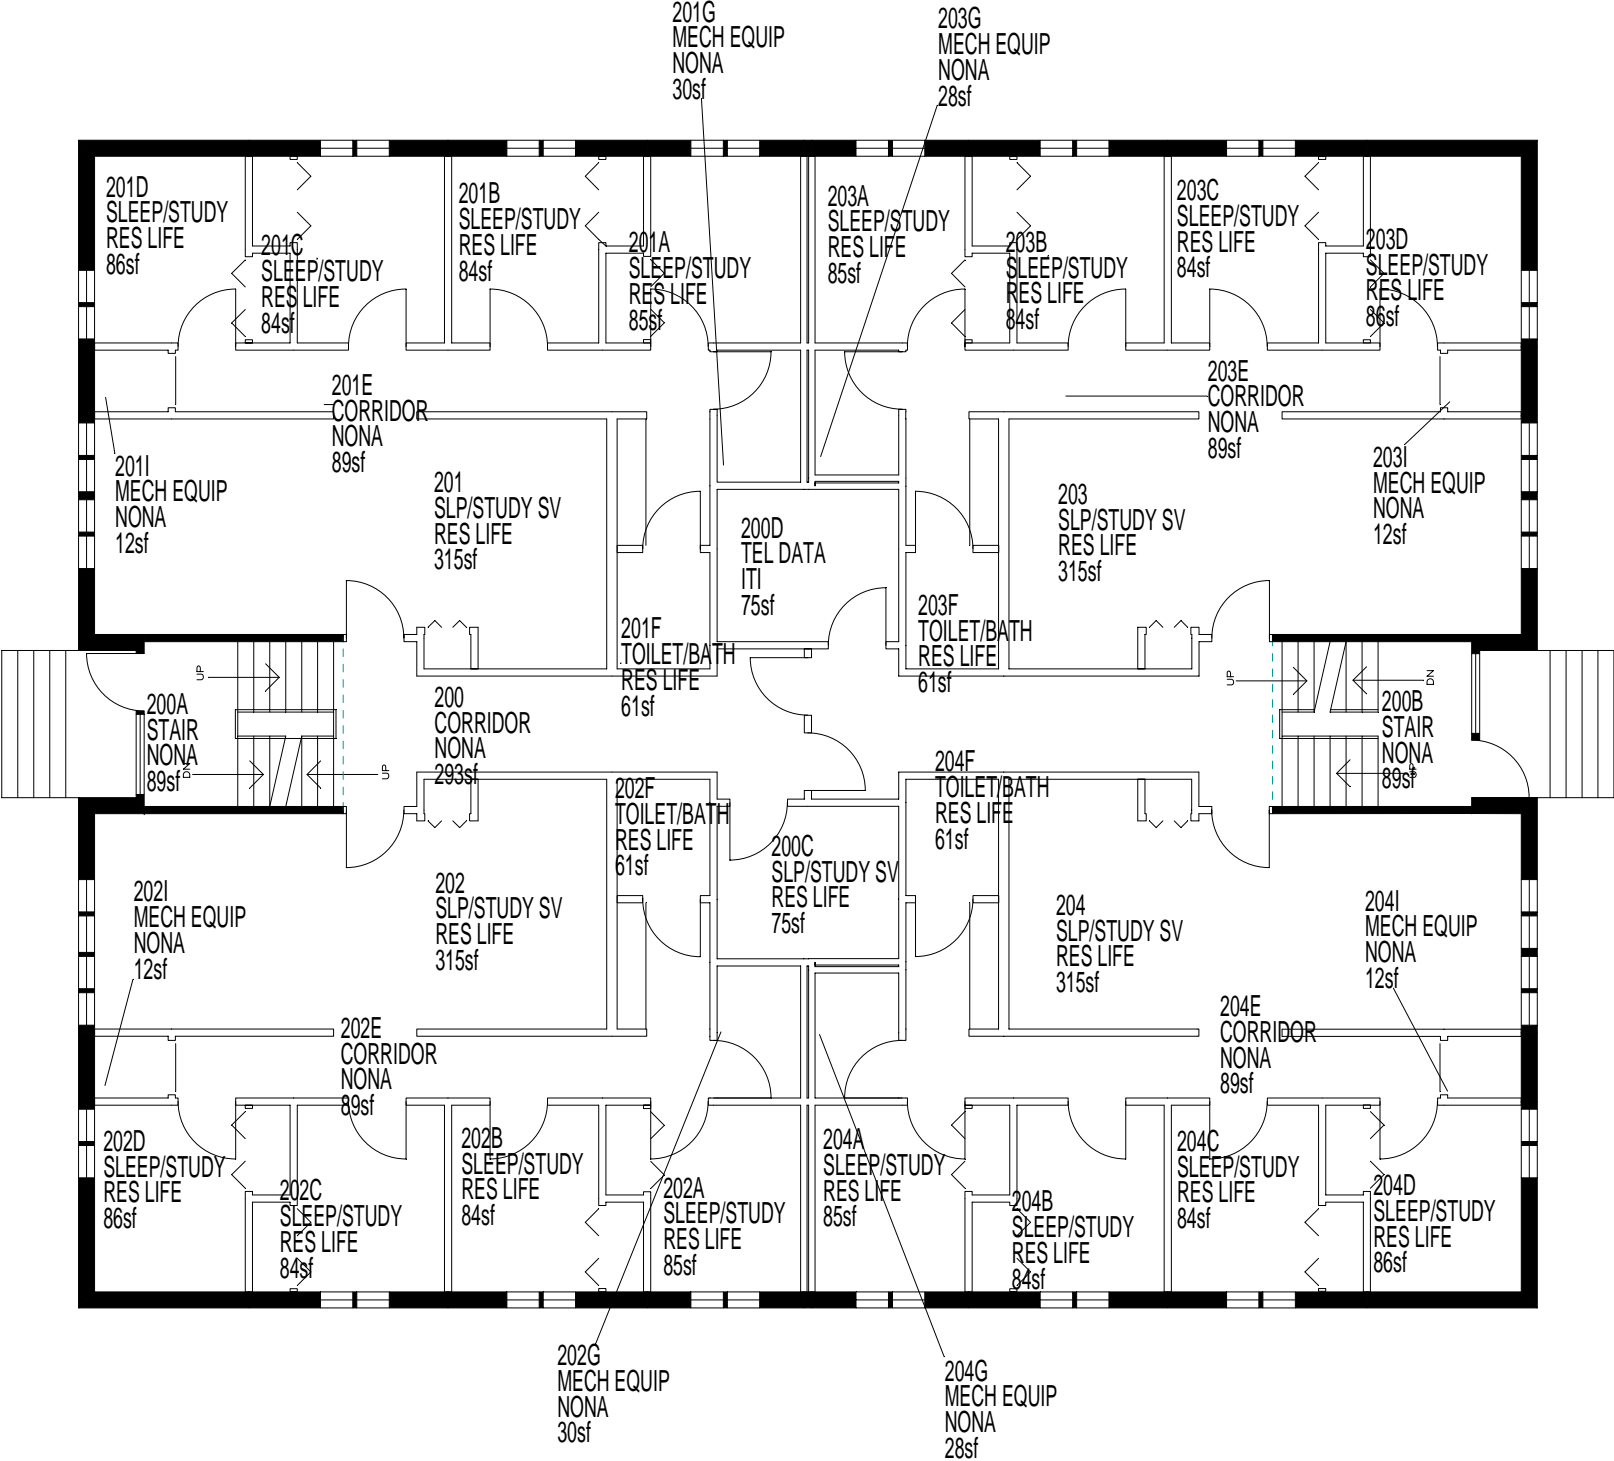 201G
MECH EQUIP
NONA
30sf
203G
MECH EQUIP
NONA
28sf
201D
SLEEP/STUDY
RES LIFE
86sf
201C
SLEEP/STUDY
RES LIFE
84sf
201B
SLEEP/STUDY
RES LIFE
84sf
201A
SLEEP/STUDY
RES LIFE
85sf
203A
SLEEP/STUDY
RES LIFE
85sf
203B
SLEEP/STUDY
RES LIFE
84sf
203C
SLEEP/STUDY
RES LIFE
84sf
203D
SLEEP/STUDY
RES LIFE
86sf
201E
CORRIDOR
NONA
89sf
203E
CORRIDOR
NONA
89sf
201I
MECH EQUIP
NONA
12sf
201
SLP/STUDY SV
RES LIFE
315sf
200D
TEL DATA
ITI
75sf
203
SLP/STUDY SV
RES LIFE
315sf
203I
MECH EQUIP
NONA
12sf
201F
TOILET/BATH
RES LIFE
61sf
203F
TOILET/BATH
RES LIFE
61sf
UP
200A
STAIR
NONA
89sf
DN
UP
200
CORRIDOR
NONA
293sf
UP
DN
200B
STAIR
NONA
89sf
UP
202F
TOILET/BATH
RES LIFE
61sf
204F
TOILET/BATH
RES LIFE
61sf
200C
SLP/STUDY SV
RES LIFE
75sf
202I
MECH EQUIP
NONA
12sf
202
SLP/STUDY SV
RES LIFE
315sf
204
SLP/STUDY SV
RES LIFE
315sf
204I
MECH EQUIP
NONA
12sf
202E
CORRIDOR
NONA
89sf
204E
CORRIDOR
NONA
89sf
202D
SLEEP/STUDY
RES LIFE
86sf
202C
SLEEP/STUDY
RES LIFE
84sf
202B
SLEEP/STUDY
RES LIFE
84sf
202A
SLEEP/STUDY
RES LIFE
85sf
204A
SLEEP/STUDY
RES LIFE
85sf
204B
SLEEP/STUDY
RES LIFE
84sf
204C
SLEEP/STUDY
RES LIFE
84sf
204D
SLEEP/STUDY
RES LIFE
86sf
202G
MECH EQUIP
NONA
30sf
204G
MECH EQUIP
NONA
28sf